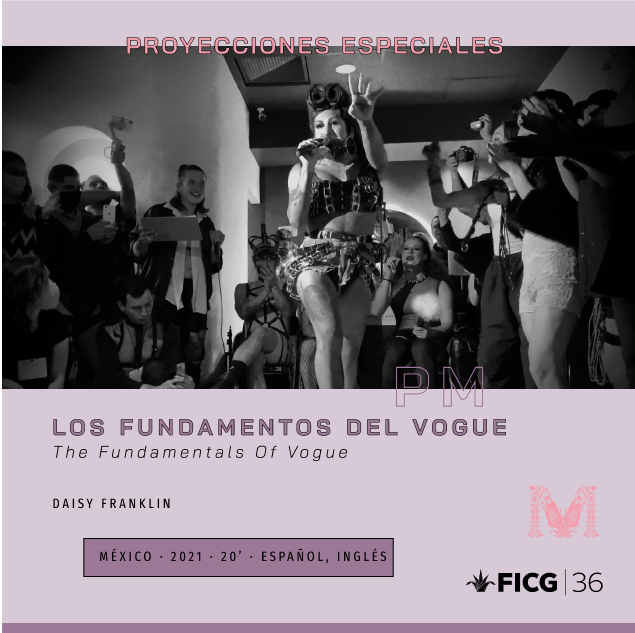 PROYECCIONES ESPECIALES
PM
LOS FUNDAMENTOS DEL VOGUE
The Fundamentals Of Vogue
DAISY FRANKLIN
MÉXICO · 2021 · 20’ · ESPAÑOL, INGLÉS
M
FICG | 36